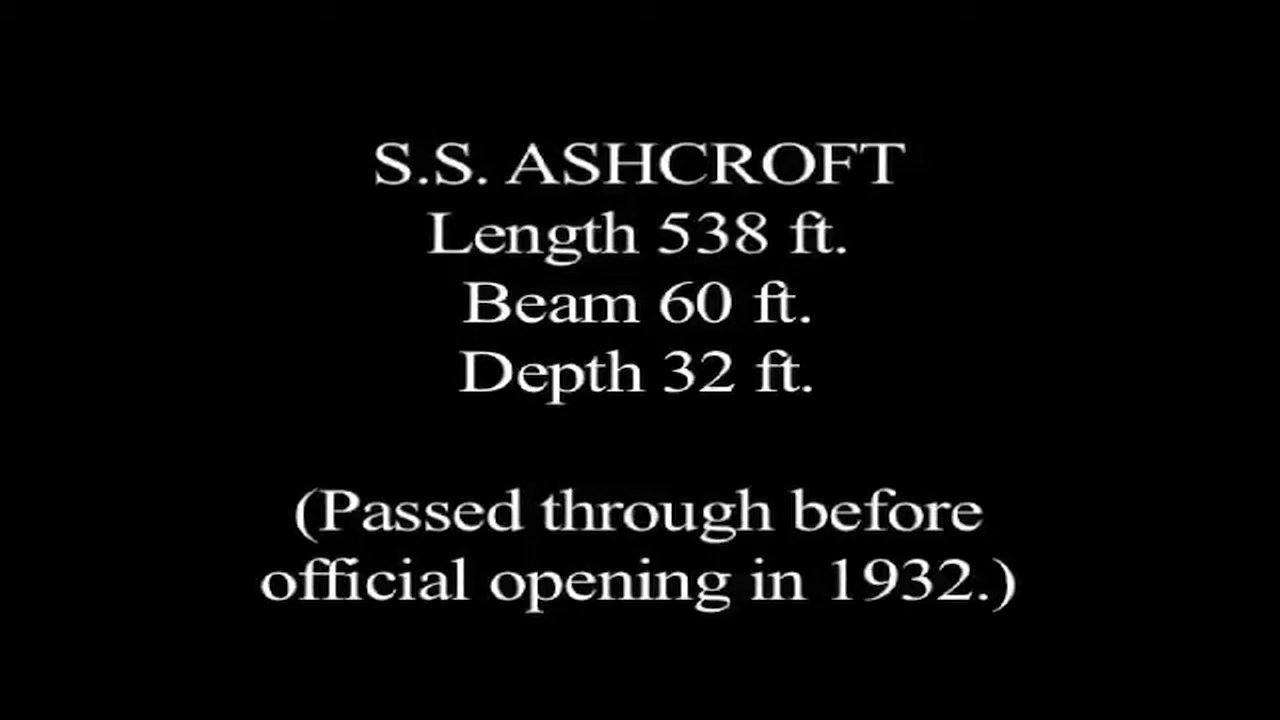 S.S. ASHCROFT
Length 538 ft.
Beam 60 ft.
Depth 32 ft.
(Passed through before
official opening in 1932.)